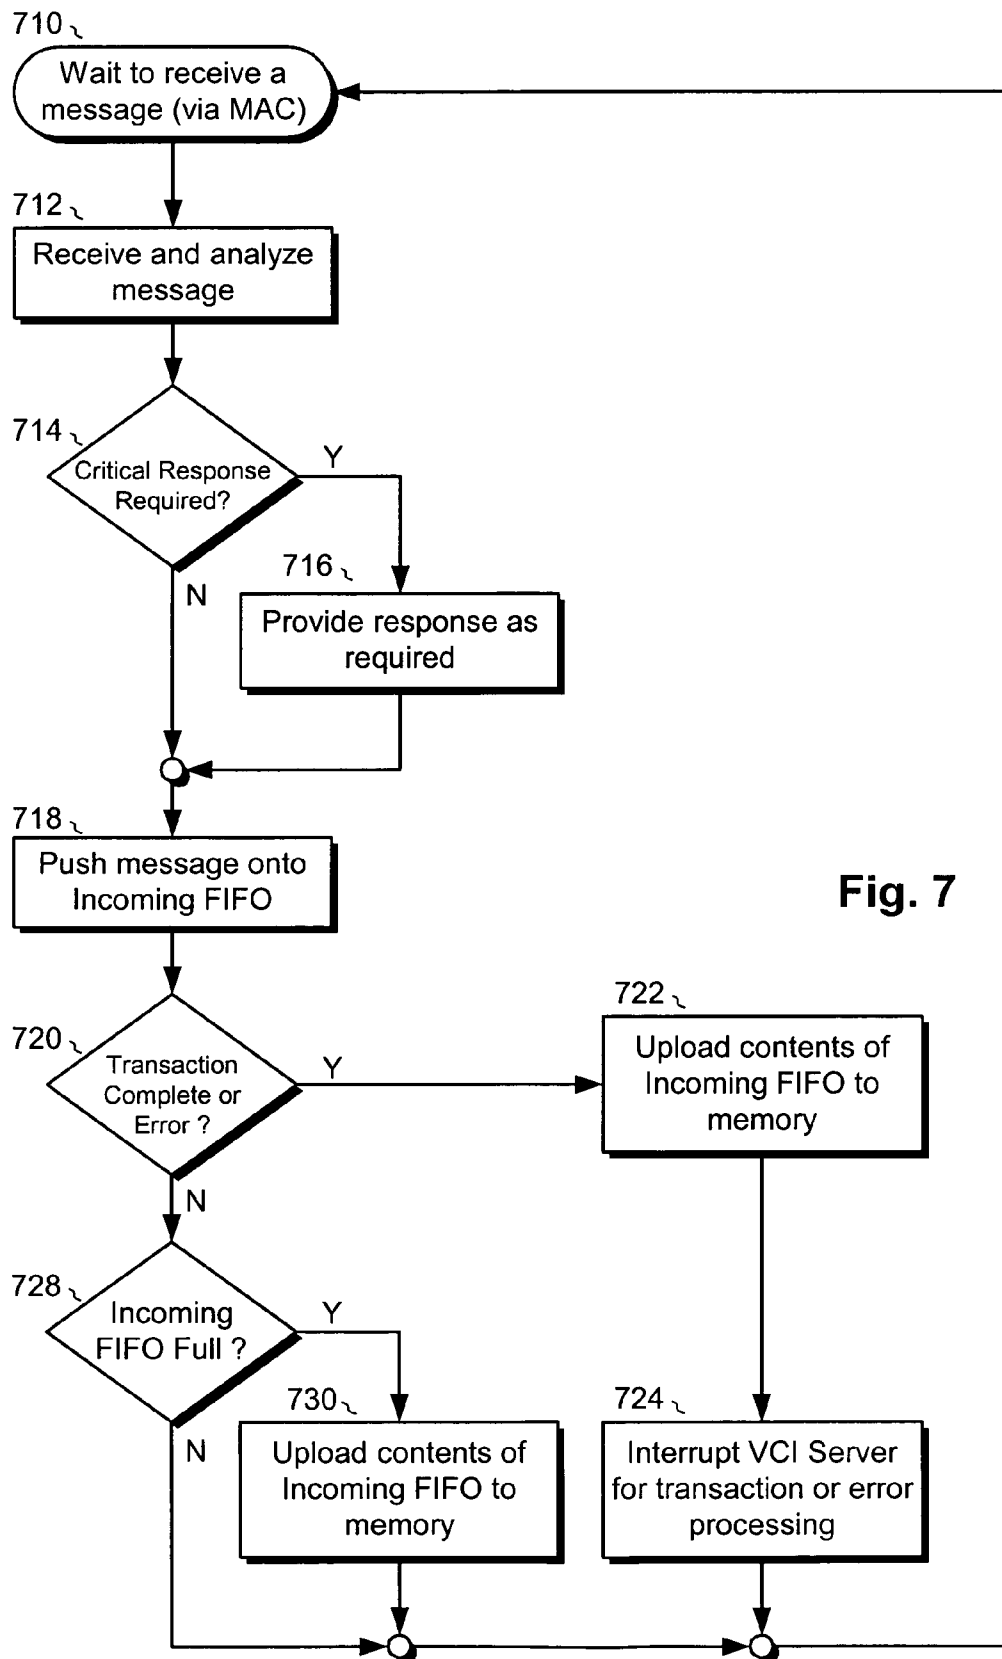 710
Wait to receive a
message (via MAC)
712
Receive and analyze
message
714
Critical Response
Required?
Y
N
716
Provide response as
required
718
Push message onto
Incoming FIFO
Fig. 7
720
Transaction
Complete or
Error ?
Y
N
722
Upload contents of
Incoming FIFO to
memory
728
Incoming
FIFO Full ?
Y
N
730
Upload contents of
Incoming FIFO to
memory
724
Interrupt VCI Server
for transaction or error
processing